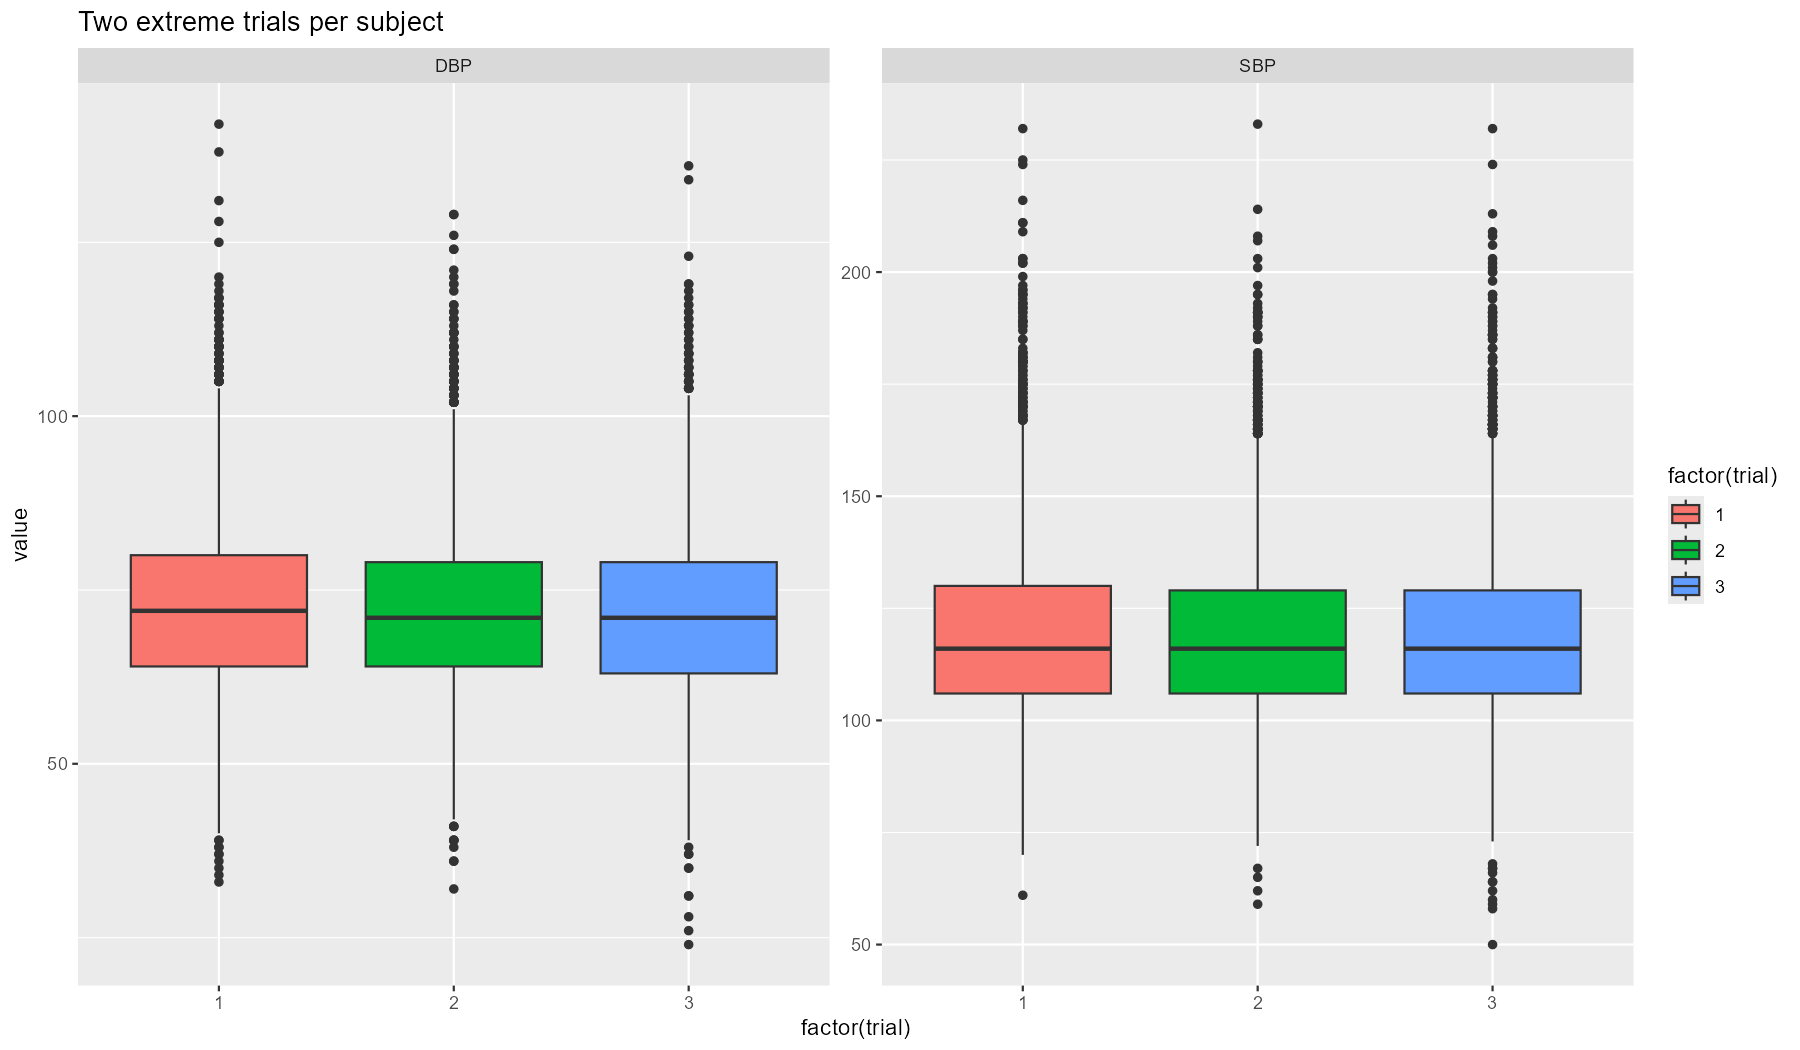 Two extreme trials per subject
DBP
SBP
value
100
50
200
150
100
50
1
2
3
1
2
3
factor(trial)
factor(trial)
1
2
3